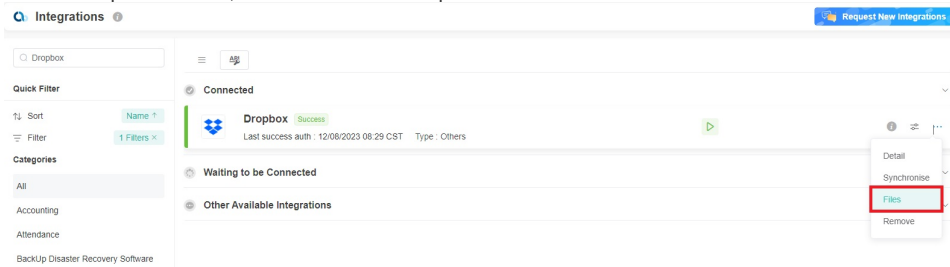 Integrations
Request New Integrations
Dropbox
Quick Filter
Sort
Name ↑
Filter
1 Filters ×
Categories
All
Accounting
Attendance
BackUp Disaster Recovery Software
Connected
Dropbox Success
Last success auth : 12/08/2023 08:29 CST Type : Others
Waiting to be Connected
Other Available Integrations
Detail
Synchronise
Files
Remove